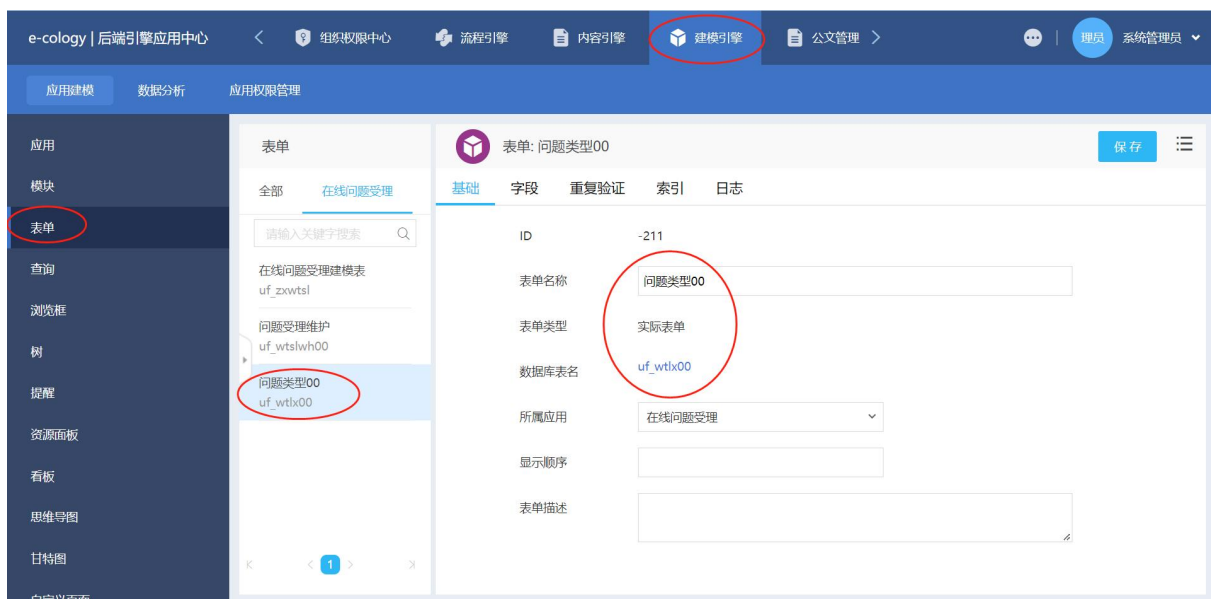 e-cology | 后端引擎应用中心 组织权限中心 流程引擎 内容引擎 建模引擎 公文管理 理员 系统管理员
应用建模 数据分析 应用权限管理
应用
模块
表单
查询
浏览框
树
提醒
资源面板
看板
思维导图
甘特图
自定义页面
表单
全部 在线问题受理
请输入关键字搜索
在线问题受理建模表
uf_zxwtsl
问题受理维护
uf_wtslwh00
问题类型00
uf_wtlx00
1
表单: 问题类型00 保存
基础 字段 重复验证 索引 日志
ID -211
表单名称 问题类型00
表单类型 实际表单
数据库表名 uf_wtlx00
所属应用 在线问题受理
显示顺序
表单描述